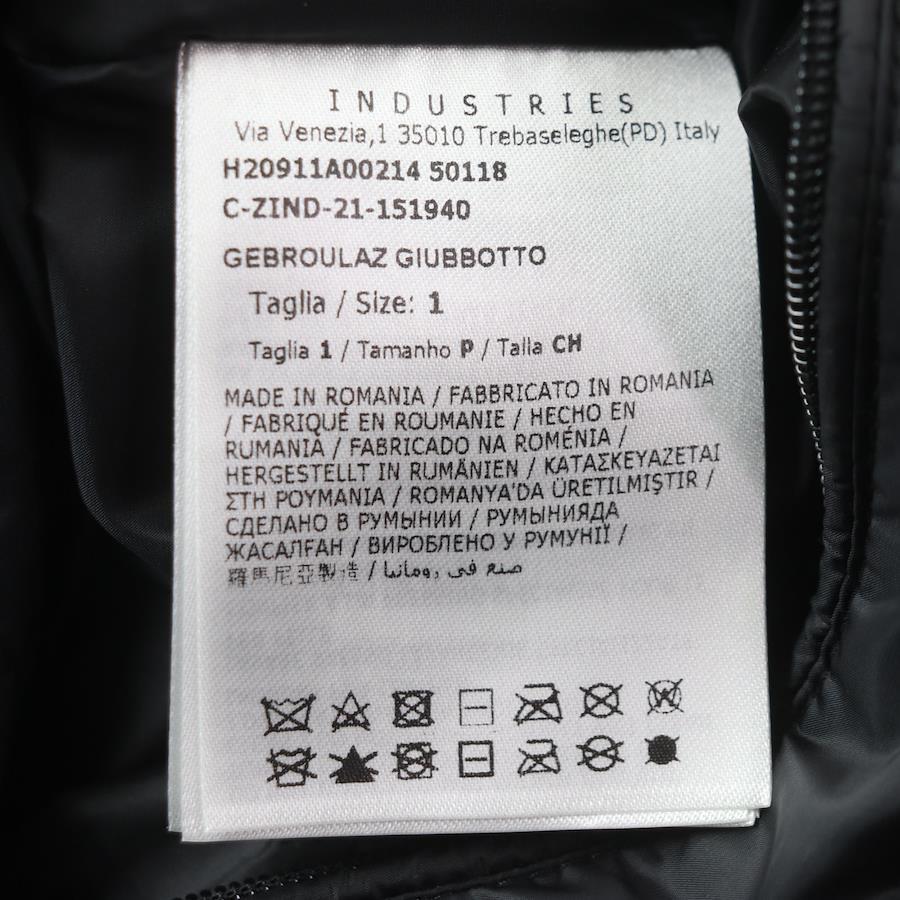 INDUSTRIES
Via Venezia,1 35010 Trebaseleghe(PD) Italy
H20911A00214 50118
C-ZIND-21-151940
GEBROULAZ GIUBBOTTO
Taglia / Size: 1
Taglia 1 / Tamanho P / Talla CH
MADE IN ROMANIA / FABBRICATO IN ROMANIA
/ FABRIQUÉ EN ROUMANIE / HECHO EN
RUMANIA / FABRICADO NA ROMÉNIA /
HERGESTELLT IN RUMÄNIEN / ΚΑΤΑΣΚΕΥΑΖΕΤΑΙ
ΣΤΗ ΡΟΥΜΑΝΙΑ / ROMANYA'DA ÜRETILMIŞTIR /
СДЕЛАНО В РУМЫНИИ / РУМЫНИЯДА
ЖАСАЛҒАН / ВИРОБЛЕНО У РУМУНІЇ /
羅馬尼亞製造 / صنع في رومانيا